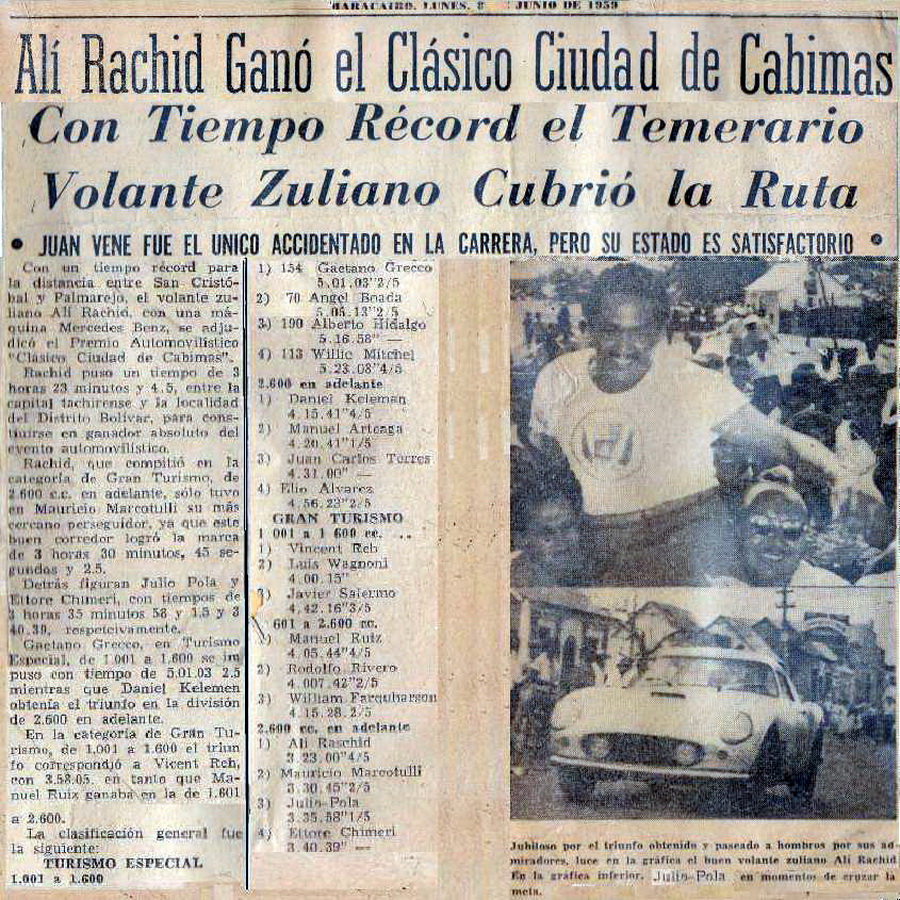 MARACAIBO, LUNES, 8 JUNIO DE 1959
Alí Rachid Ganó el Clásico Ciudad de Cabimas
Con Tiempo Récord el Temerario
Volante Zuliano Cubrió la Ruta
• JUAN VENE FUE EL UNICO ACCIDENTADO EN LA CARRERA, PERO SU ESTADO ES SATISFACTORIO •
Con un tiempo récord para
la distancia entre San Cristó-
bal y Palmarejo, el volante zu-
liano Alí Rachid, con una má-
quina Mercedes Benz, se adju-
dicó el Premio Automovilístico
"Clásico Ciudad de Cabimas".
Rachid puso un tiempo de 3
horas 23 minutos y 4.5, entre la
capital tachirense y la localidad
del Distrito Bolívar, para cons-
tituirse en ganador absoluto del
evento automovilístico.
Rachid, que compitió en la
categoría de Gran Turismo, de
2.600 c.c. en adelante, sólo tuvo
en Mauricio Marcotulli su más
cercano perseguidor, ya que este
buen corredor logró la marca
de 3 horas 30 minutos, 45 se-
gundos y 2.5.
Detrás figuran Julio Pola y
Ettore Chimeri, con tiempos de
3 horas 35 minutos 58 y 1.5 y 3
40.39, respetcivamente.
Gaetano Grecco, en Turismo
Especial, de 1.001 a 1.600 se im
puso con tiempo de 5.01.03 2.5
mientras que Daniel Kelemen
obtenía el triunfo en la división
de 2.600 en adelante.
En la categoría de Gran Tu-
rismo, de 1.001 a 1.600 el triun
fo correspondió a Vicent Reh,
con 3.58.05, en tanto que Ma-
nuel Ruiz ganaba en la de 1.601
a 2.600.
La clasificación general fue
la siguiente:
TURISMO ESPECIAL
1.001 a 1.600
1) 154 Gaetano Grecco
5.01.03"2/5
2) 70 Angel Boada
5.05.13"2/5
3) 190 Alberto Hidalgo
5.16.58" —
4) 113 Willic Mitchel
5.23.08"4/5
2.600 en adelante
1) Daniel Keleman
4.15.41"4/5
2) Manuel Arteaga
4.20.41"1/5
3) Juan Carlos Torres
4.31.00"
4) Elio Alvarez
4.56.23"2/5
GRAN TURISMO
1 001 a 1 600 cc. ..
1) Vincent Reh
2) Luis Wagnoni
4.00.15"
3) Javier Salermo
4.42.16"3/5
601 a 2.600 cc.
) Manuel Ruiz
4.05.44"4/5
2) Rodolfo Rivero
4.007.42"2/5
3) William Farquharson
4.15.28.2/5
2.600 cc. en adelante
1) Alí Raschid
3.23.00"4/5
2) Mauricio Marcotulli
3.30.45"2/5
3) Julio Pola
3.35.58"1/5
4) Ettore Chimeri
3.40.39" —
Jubiloso por el triunfo obtenido y paseado a hombros por sus ad-
miradores, luce en la gráfica el buen volante zuliano Alí Rachid
En la gráfica inferior, Julio Pola en momentos de cruzar la
meta.